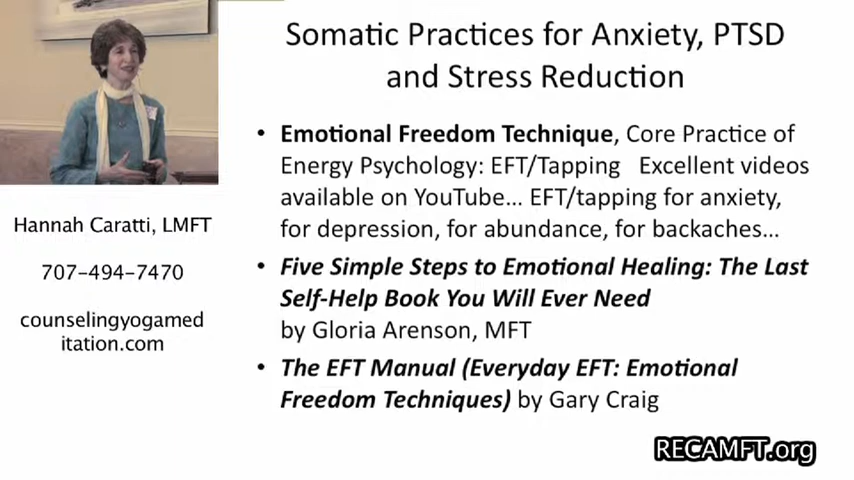 Somatic Practices for Anxiety, PTSD
and Stress Reduction
• Emotional Freedom Technique, Core Practice of
Energy Psychology: EFT/Tapping Excellent videos
available on YouTube... EFT/tapping for anxiety,
for depression, for abundance, for backaches...
• Five Simple Steps to Emotional Healing: The Last
Self-Help Book You Will Ever Need
by Gloria Arenson, MFT
• The EFT Manual (Everyday EFT: Emotional
Freedom Techniques) by Gary Craig
Hannah Caratti, LMFT
707-494-7470
counselingyogamed
itation.com
RECAMFT.org